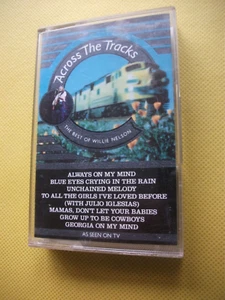 Across The Tracks
THE BEST OF WILLIE NELSON
ALWAYS ON MY MIND
BLUE EYES CRYING IN THE RAIN
UNCHAINED MELODY
TO ALL THE GIRLS I'VE LOVED BEFORE
(WITH JULIO IGLESIAS)
MAMAS, DON'T LET YOUR BABIES
GROW UP TO BE COWBOYS
GEORGIA ON MY MIND
AS SEEN ON TV